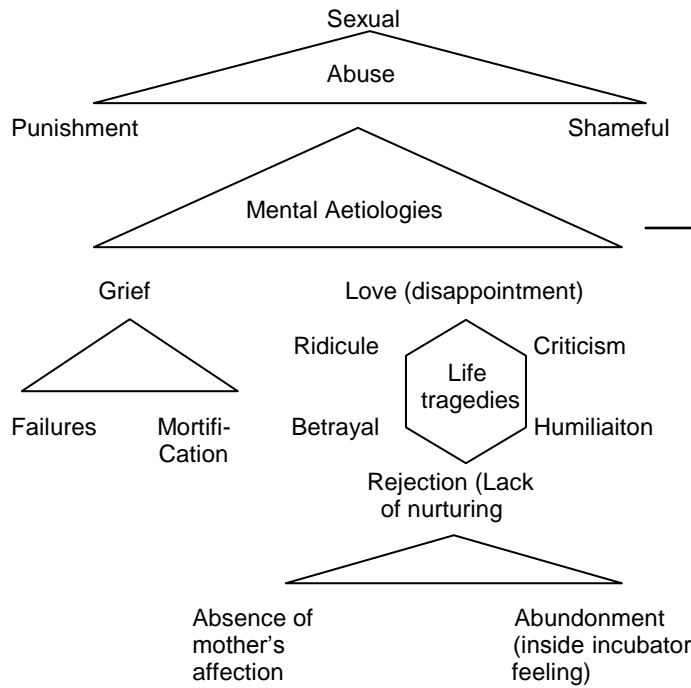 Sexual
Abuse
Punishment
Shameful
Mental Aetiologies
Grief
Love (disappointment)
Ridicule
Criticism
Life
tragedies
Failures
Mortifi-
Cation
Betrayal
Humiliaiton
Rejection (Lack
of nurturing
Absence of
mother's
affection
Abundonment
(inside incubator
feeling)